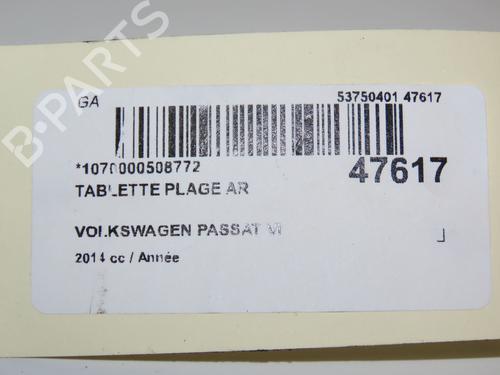 GA
53750401 47617
*1070000508772
47617
TABLETTE PLAGE AR
VOLKSWAGEN PASSAT VI
2014 cc / Année
B-PARTS